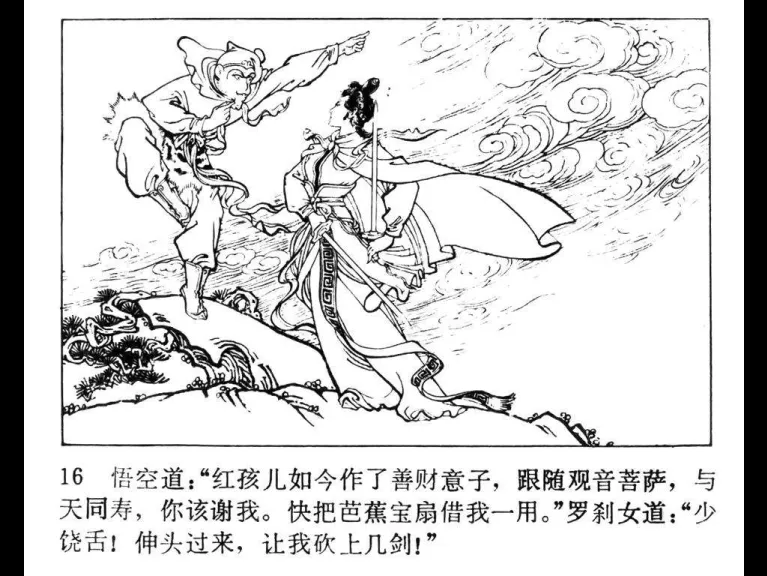 16 悟空道：“红孩儿如今作了善财意子，跟随观音菩萨，与
天同寿，你该谢我。快把芭蕉宝扇借我一用。”罗刹女道：“少
饶舌！伸头过来，让我砍上几剑！”